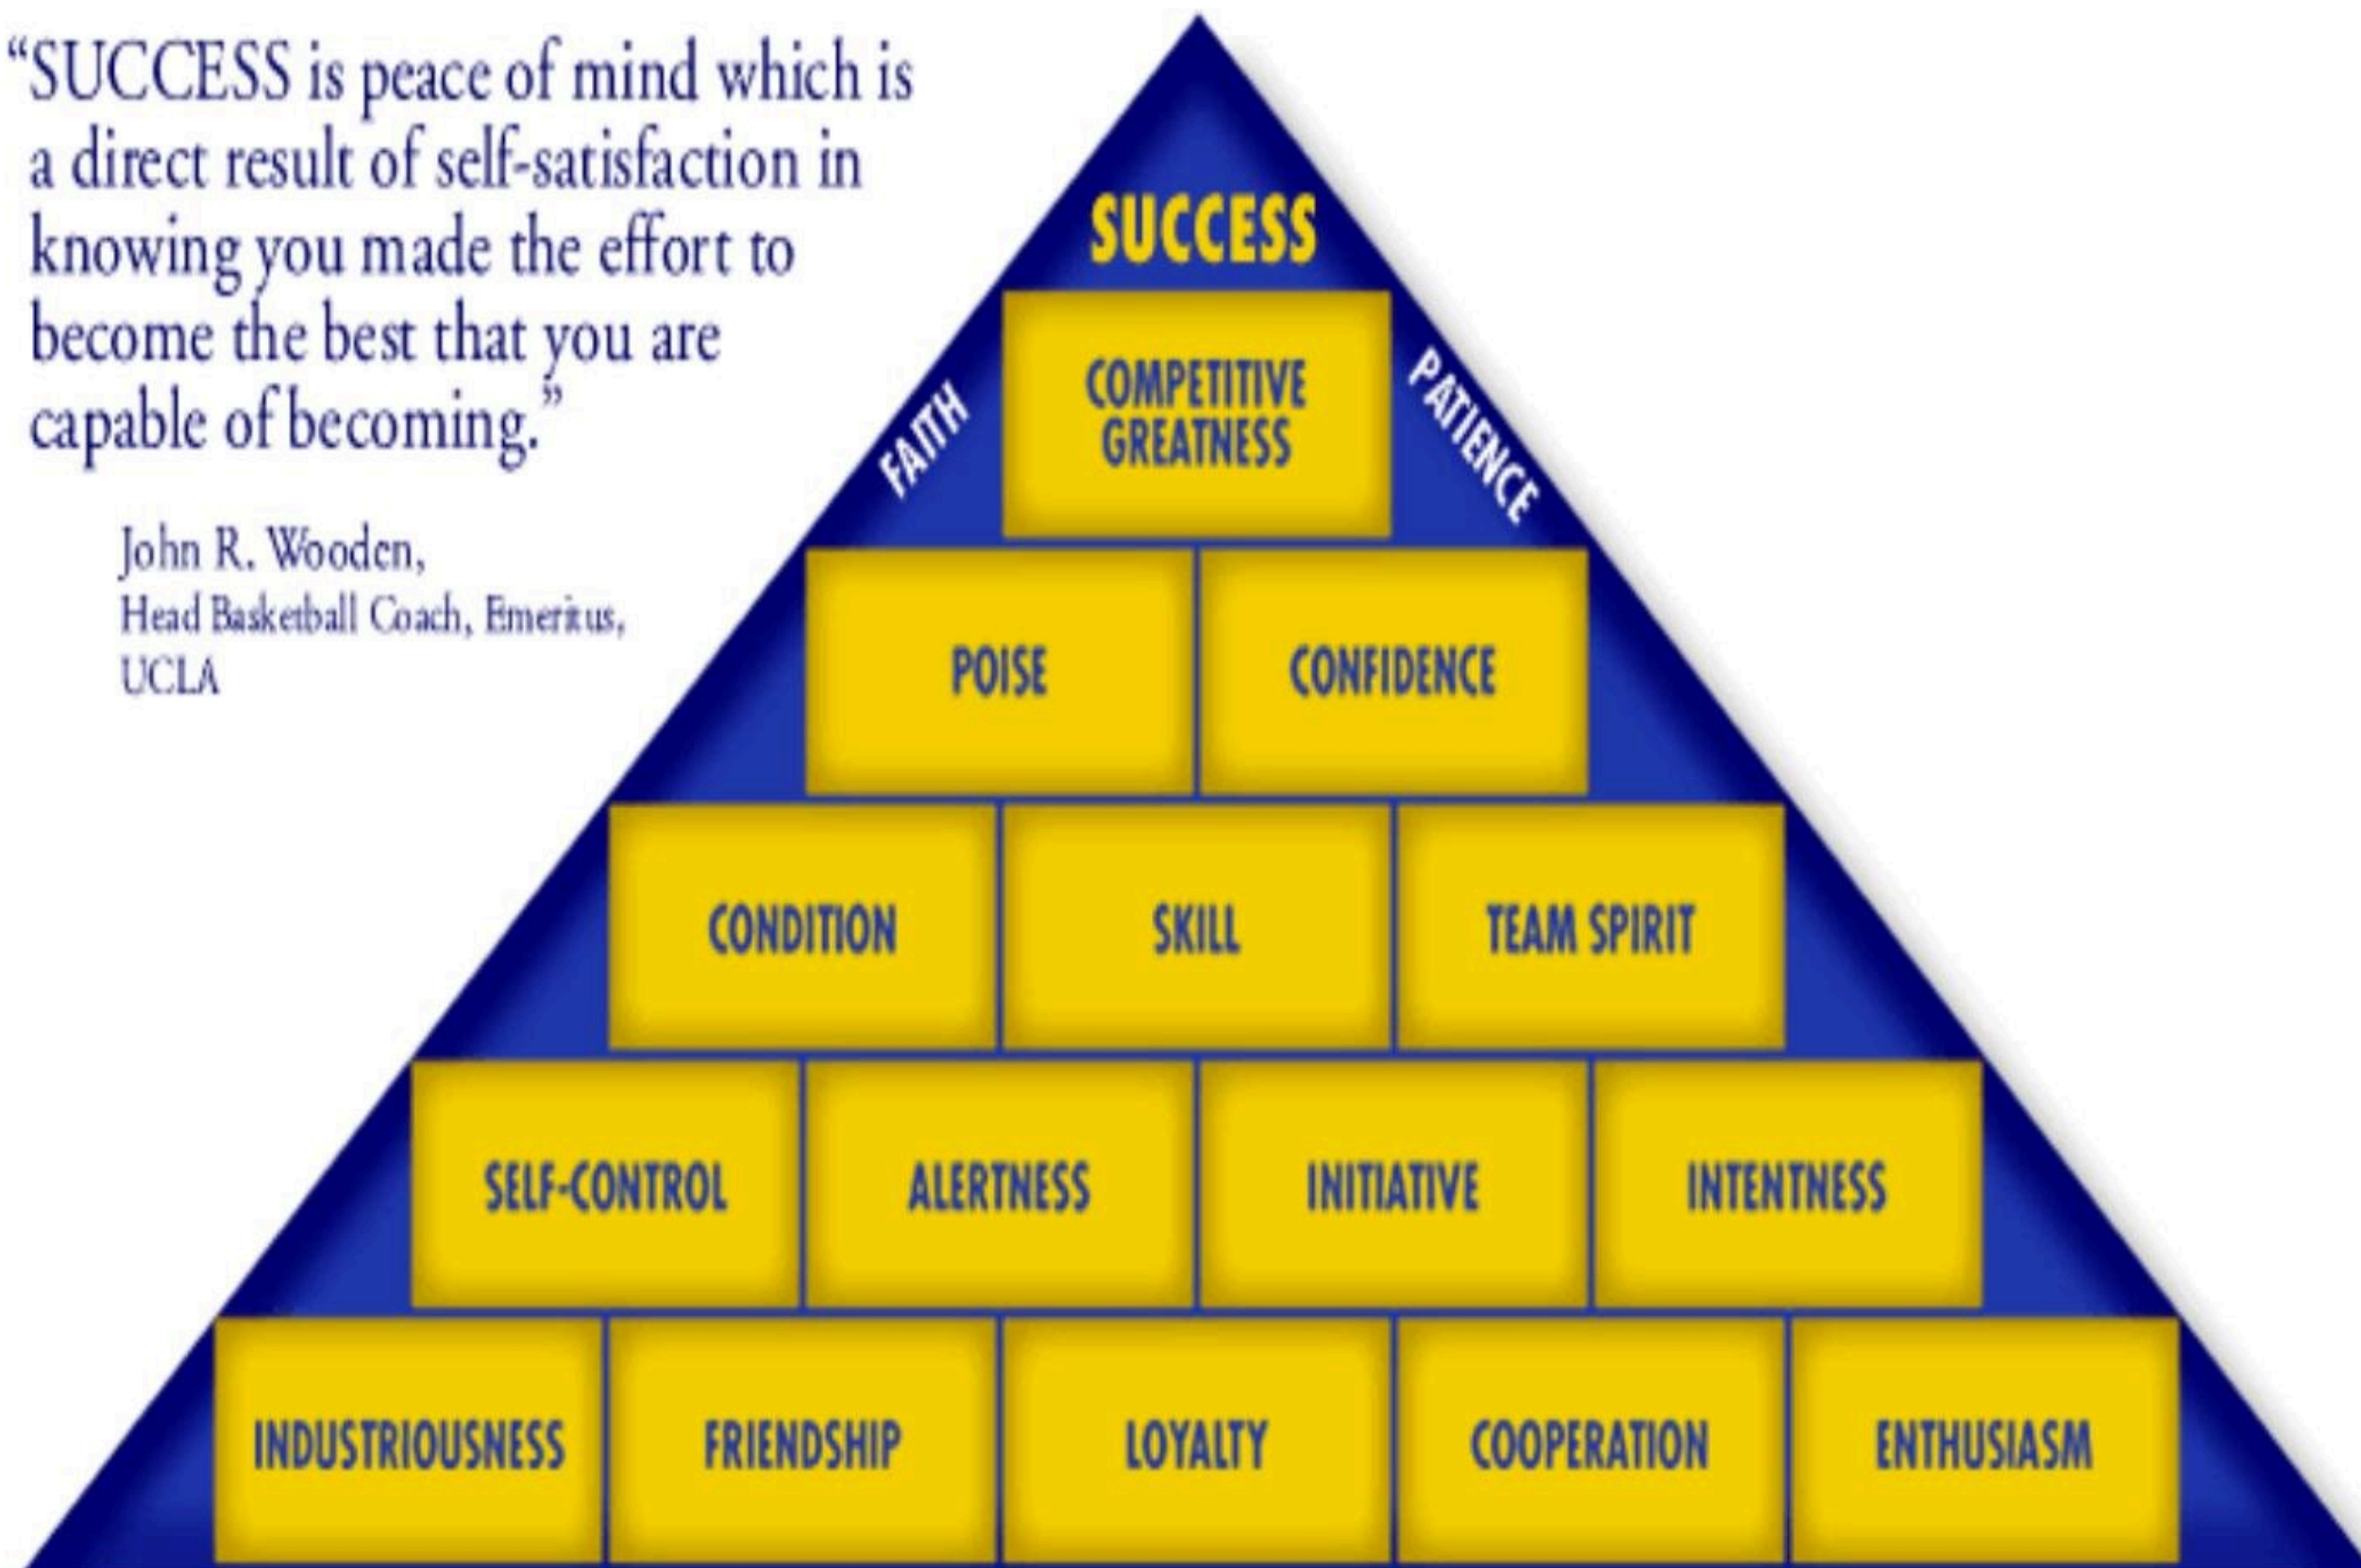 “SUCCESS is peace of mind which is
a direct result of self-satisfaction in
knowing you made the effort to
become the best that you are
capable of becoming.”
John R. Wooden,
Head Basketball Coach, Emeritus,
UCLA
SUCCESS
FAITH
PATIENCE
COMPETITIVE
GREATNESS
POISE
CONFIDENCE
CONDITION
SKILL
TEAM SPIRIT
SELF-CONTROL
ALERTNESS
INITIATIVE
INTENTNESS
INDUSTRIOUSNESS
FRIENDSHIP
LOYALTY
COOPERATION
ENTHUSIASM